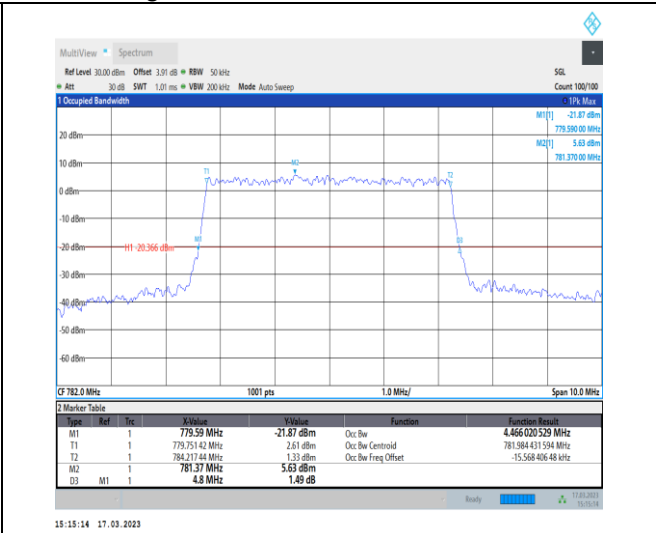 MultiView Spectrum
Ref Level 30.00 dBm Offset 3.91 dB RBW 50 kHz SGL
Att 30 dB SWT 1.01 ms VBW 200 kHz Mode Auto Sweep Count 100/100
1 Occupied Bandwidth 1Pk Max
M1[1] -21.87 dBm
779.590 00 MHz
M2[1] 5.63 dBm
781.370 00 MHz
20 dBm
10 dBm
0 dBm
-10 dBm
-20 dBm
-30 dBm
-40 dBm
-50 dBm
-60 dBm
T1 M2 T2
M1 H1 -20.366 dBm D3
CF 782.0 MHz 1001 pts 1.0 MHz/ Span 10.0 MHz
2 Marker Table
Type Ref Trc X-Value Y-Value Function Function Result
M1 1 779.59 MHz -21.87 dBm Occ Bw 4.466 020 529 MHz
T1 1 779.751 42 MHz 2.61 dBm Occ Bw Centroid 781.984 431 594 MHz
T2 1 784.217 44 MHz 1.33 dBm Occ Bw Freq Offset -15.568 406 48 kHz
M2 1 781.37 MHz 5.63 dBm
D3 M1 1 4.8 MHz 1.49 dB
Ready 17.03.2023
15:15:14
15:15:14 17.03.2023